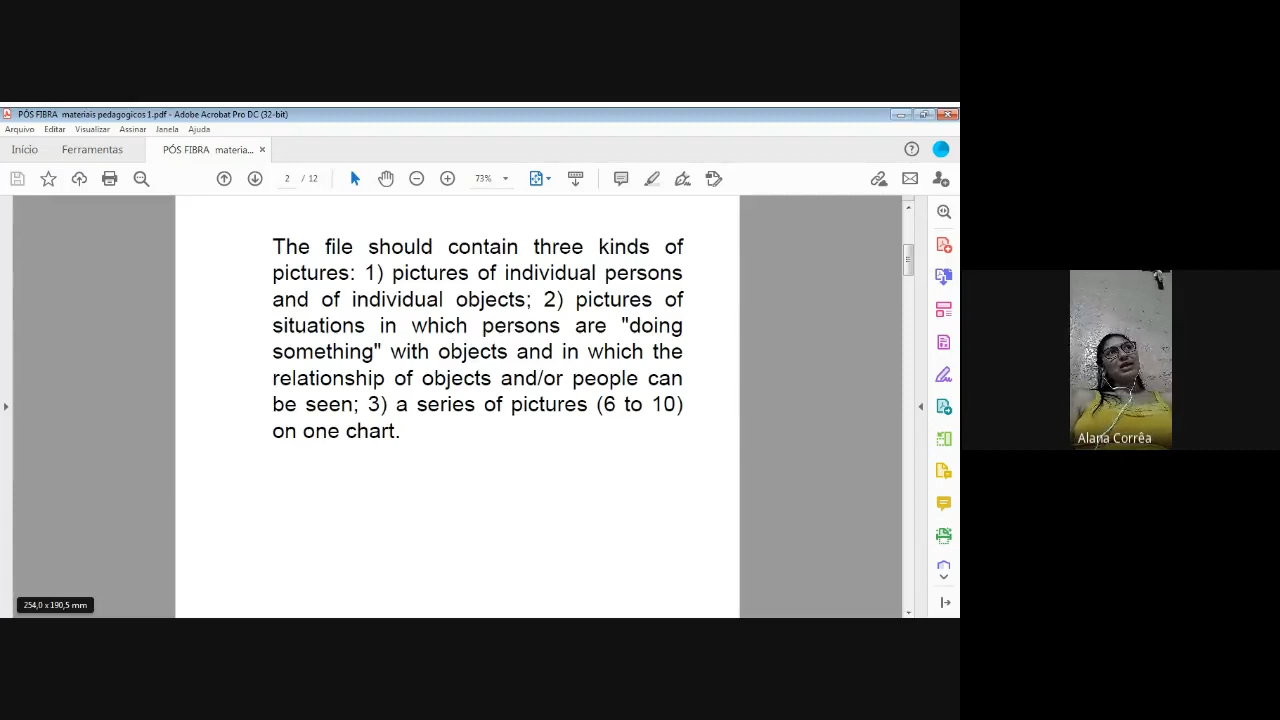 PÓS FIBRA materiais pedagogicos 1.pdf - Adobe Acrobat Pro DC (32-bit)
Arquivo Editar Visualizar Assinar Janela Ajuda
Início Ferramentas PÓS FIBRA materia... ×
2 / 12 73%
The file should contain three kinds of
pictures: 1) pictures of individual persons
and of individual objects; 2) pictures of
situations in which persons are "doing
something" with objects and in which the
relationship of objects and/or people can
be seen; 3) a series of pictures (6 to 10)
on one chart.
254,0 x 190,5 mm
Alana Corrêa